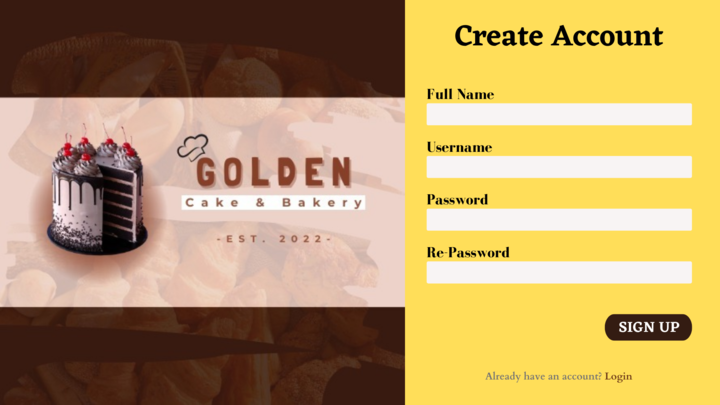 GOLDEN
Cake & Bakery
-EST. 2022-
Create Account
Full Name
Username
Password
Re-Password
SIGN UP
Already have an account? Login